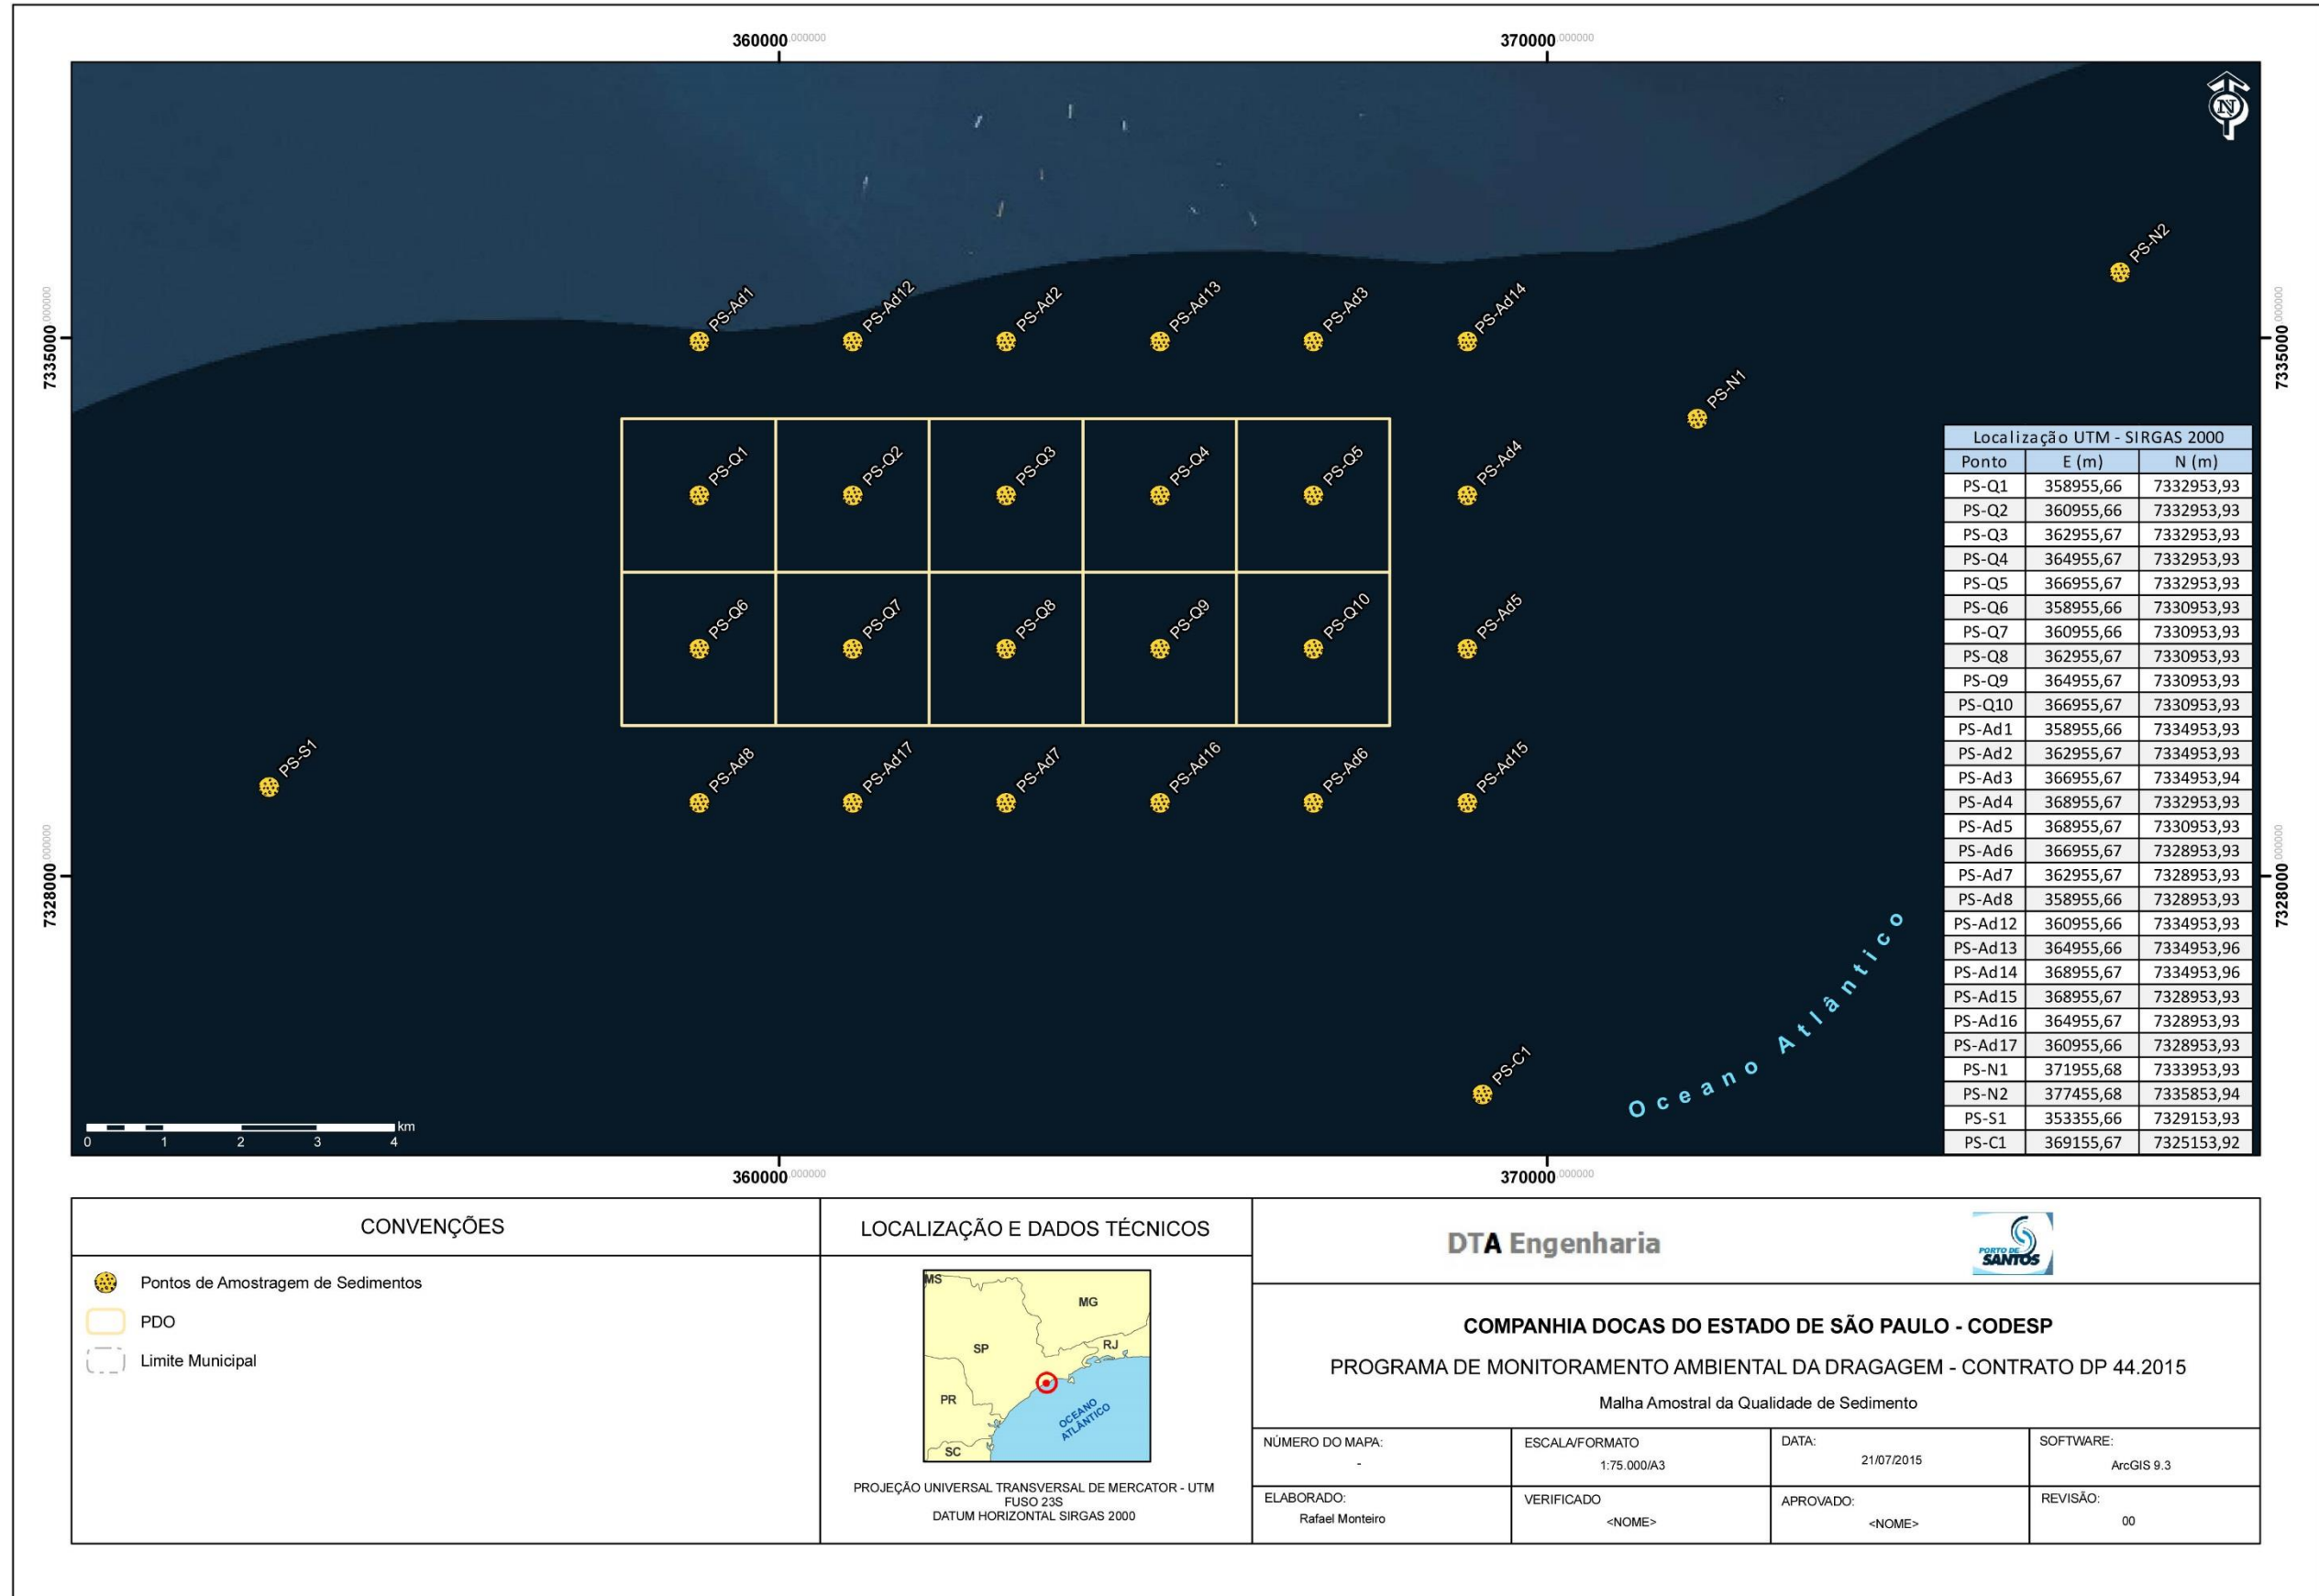 360000,000000 370000,000000
7335000,000000 7335000,000000
7328000,000000 7328000,000000
360000,000000 370000,000000
N
PS-N2
PS-Ad1 PS-Ad12 PS-Ad2 PS-Ad13 PS-Ad3 PS-Ad14
PS-N1
PS-Q1 PS-Q2 PS-Q3 PS-Q4 PS-Q5 PS-Ad4
PS-Q6 PS-Q7 PS-Q8 PS-Q9 PS-Q10 PS-Ad5
PS-S1
PS-Ad8 PS-Ad17 PS-Ad7 PS-Ad16 PS-Ad6 PS-Ad15
PS-C1
Oceano Atlântico
km
0 1 2 3 4
Localização UTM - SIRGAS 2000
Ponto E (m) N (m)
PS-Q1 358955,66 7332953,93
PS-Q2 360955,66 7332953,93
PS-Q3 362955,67 7332953,93
PS-Q4 364955,67 7332953,93
PS-Q5 366955,67 7332953,93
PS-Q6 358955,66 7330953,93
PS-Q7 360955,66 7330953,93
PS-Q8 362955,67 7330953,93
PS-Q9 364955,67 7330953,93
PS-Q10 366955,67 7330953,93
PS-Ad1 358955,66 7334953,93
PS-Ad2 362955,67 7334953,93
PS-Ad3 366955,67 7334953,94
PS-Ad4 368955,67 7332953,93
PS-Ad5 368955,67 7330953,93
PS-Ad6 366955,67 7328953,93
PS-Ad7 362955,67 7328953,93
PS-Ad8 358955,66 7328953,93
PS-Ad12 360955,66 7334953,93
PS-Ad13 364955,66 7334953,96
PS-Ad14 368955,67 7334953,96
PS-Ad15 368955,67 7328953,93
PS-Ad16 364955,67 7328953,93
PS-Ad17 360955,66 7328953,93
PS-N1 371955,68 7333953,93
PS-N2 377455,68 7335853,94
PS-S1 353355,66 7329153,93
PS-C1 369155,67 7325153,92
CONVENÇÕES
Pontos de Amostragem de Sedimentos
PDO
Limite Municipal
LOCALIZAÇÃO E DADOS TÉCNICOS
MS
MG
SP
RJ
PR
SC
OCEANO
ATLÂNTICO
PROJEÇÃO UNIVERSAL TRANSVERSAL DE MERCATOR - UTM
FUSO 23S
DATUM HORIZONTAL SIRGAS 2000
DTA Engenharia
PORTO DE
SANTOS
COMPANHIA DOCAS DO ESTADO DE SÃO PAULO - CODESP
PROGRAMA DE MONITORAMENTO AMBIENTAL DA DRAGAGEM - CONTRATO DP 44.2015
Malha Amostral da Qualidade de Sedimento
NÚMERO DO MAPA:
-
ESCALA/FORMATO
1:75.000/A3
DATA:
21/07/2015
SOFTWARE:
ArcGIS 9.3
ELABORADO:
Rafael Monteiro
VERIFICADO
<NOME>
APROVADO:
<NOME>
REVISÃO:
00